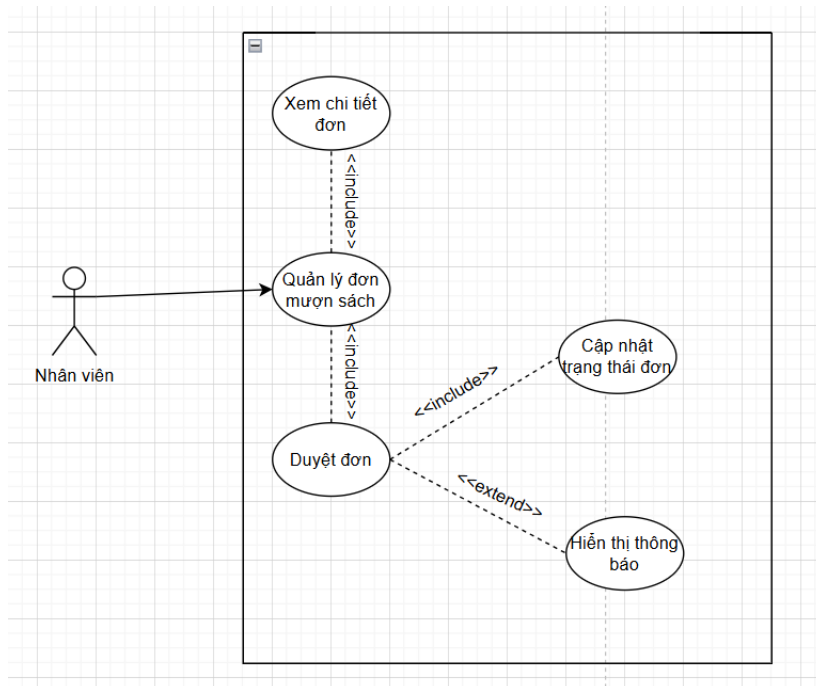 Xem chi tiết
đơn
<<include>>
Quản lý đơn
mượn sách
Nhân viên
<<include>>
Cập nhật
trạng thái đơn
<<include>>
Duyệt đơn
<<extend>>
Hiển thị thông
báo